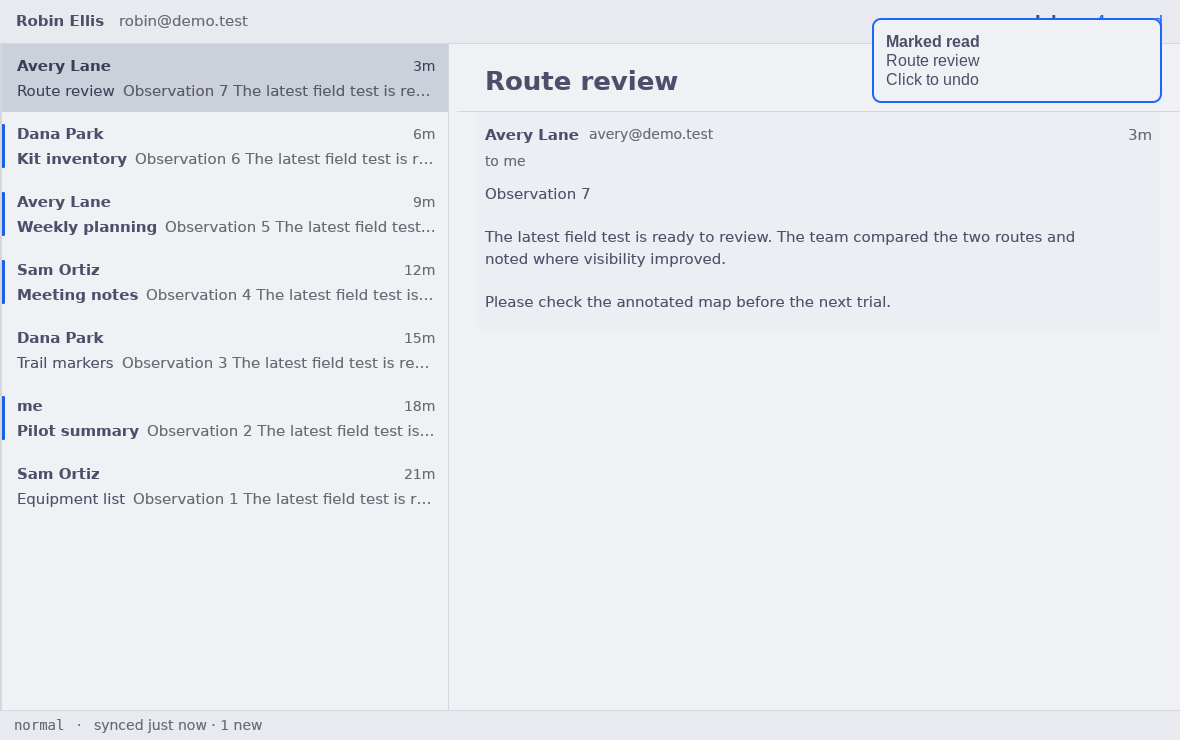 Robin Ellis robin@demo.test
Marked read
Route review
Click to undo
Avery Lane 3m
Route review Observation 7 The latest field test is re…
Dana Park 6m
Kit inventory Observation 6 The latest field test is r…
Avery Lane 9m
Weekly planning Observation 5 The latest field test…
Sam Ortiz 12m
Meeting notes Observation 4 The latest field test is…
Dana Park 15m
Trail markers Observation 3 The latest field test is re…
me 18m
Pilot summary Observation 2 The latest field test is…
Sam Ortiz 21m
Equipment list Observation 1 The latest field test is r…
Route review
Avery Lane avery@demo.test 3m
to me
Observation 7
The latest field test is ready to review. The team compared the two routes and
noted where visibility improved.
Please check the annotated map before the next trial.
normal · synced just now · 1 new